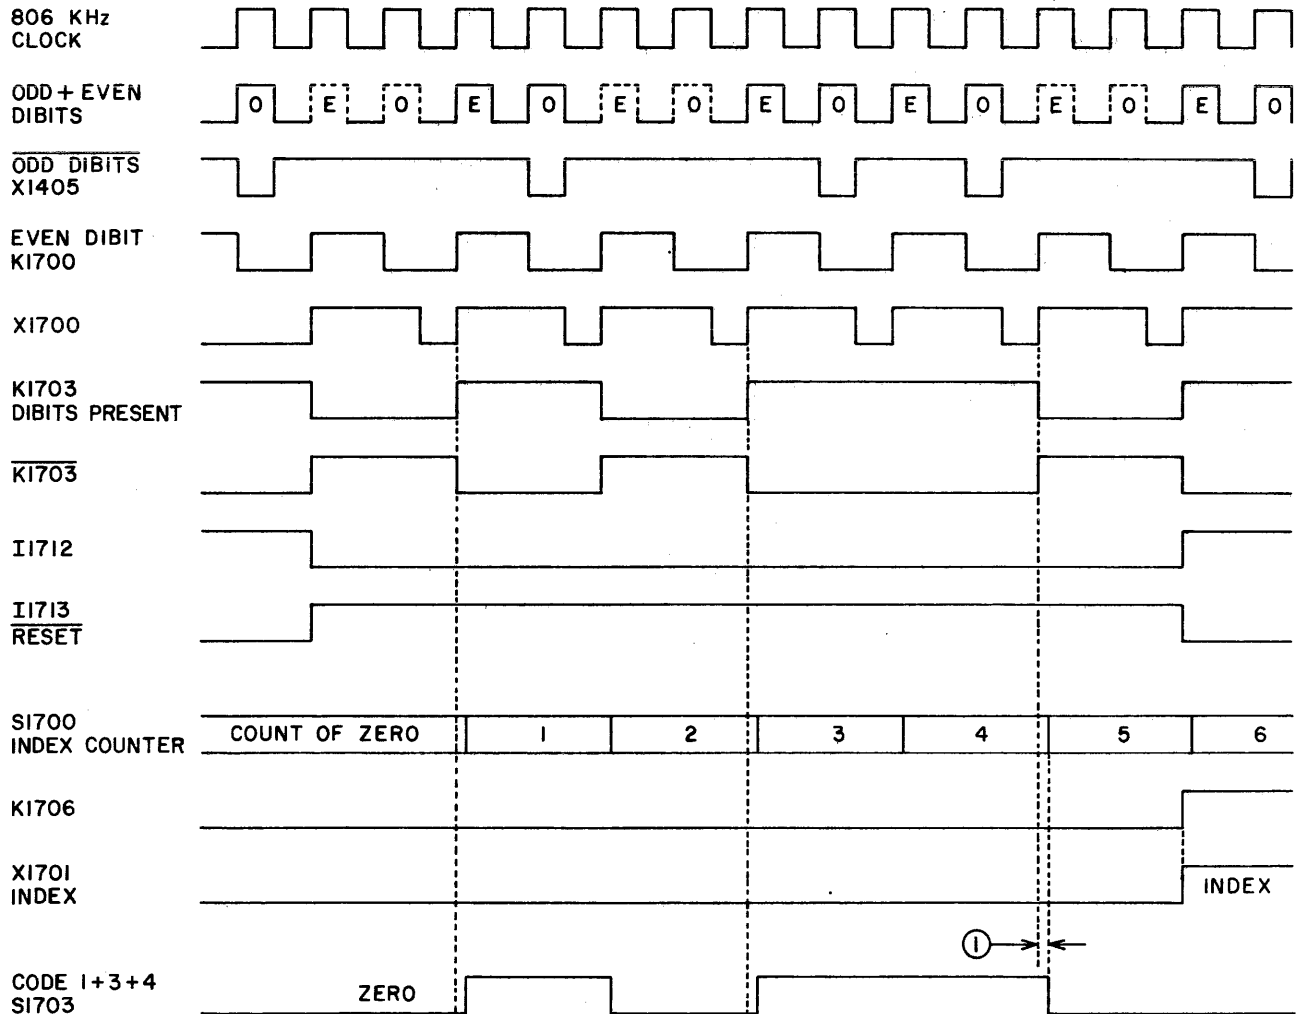 806 KHz
CLOCK
ODD + EVEN
DIBITS
O E O E O E O E O E O E O E O
ODD DIBITS
X1405
EVEN DIBIT
K1700
X1700
K1703
DIBITS PRESENT
K1703
I1712
I1713
RESET
S1700
INDEX COUNTER
COUNT OF ZERO 1 2 3 4 5 6
K1706
X1701
INDEX
INDEX
1
CODE 1+3+4
S1703
ZERO